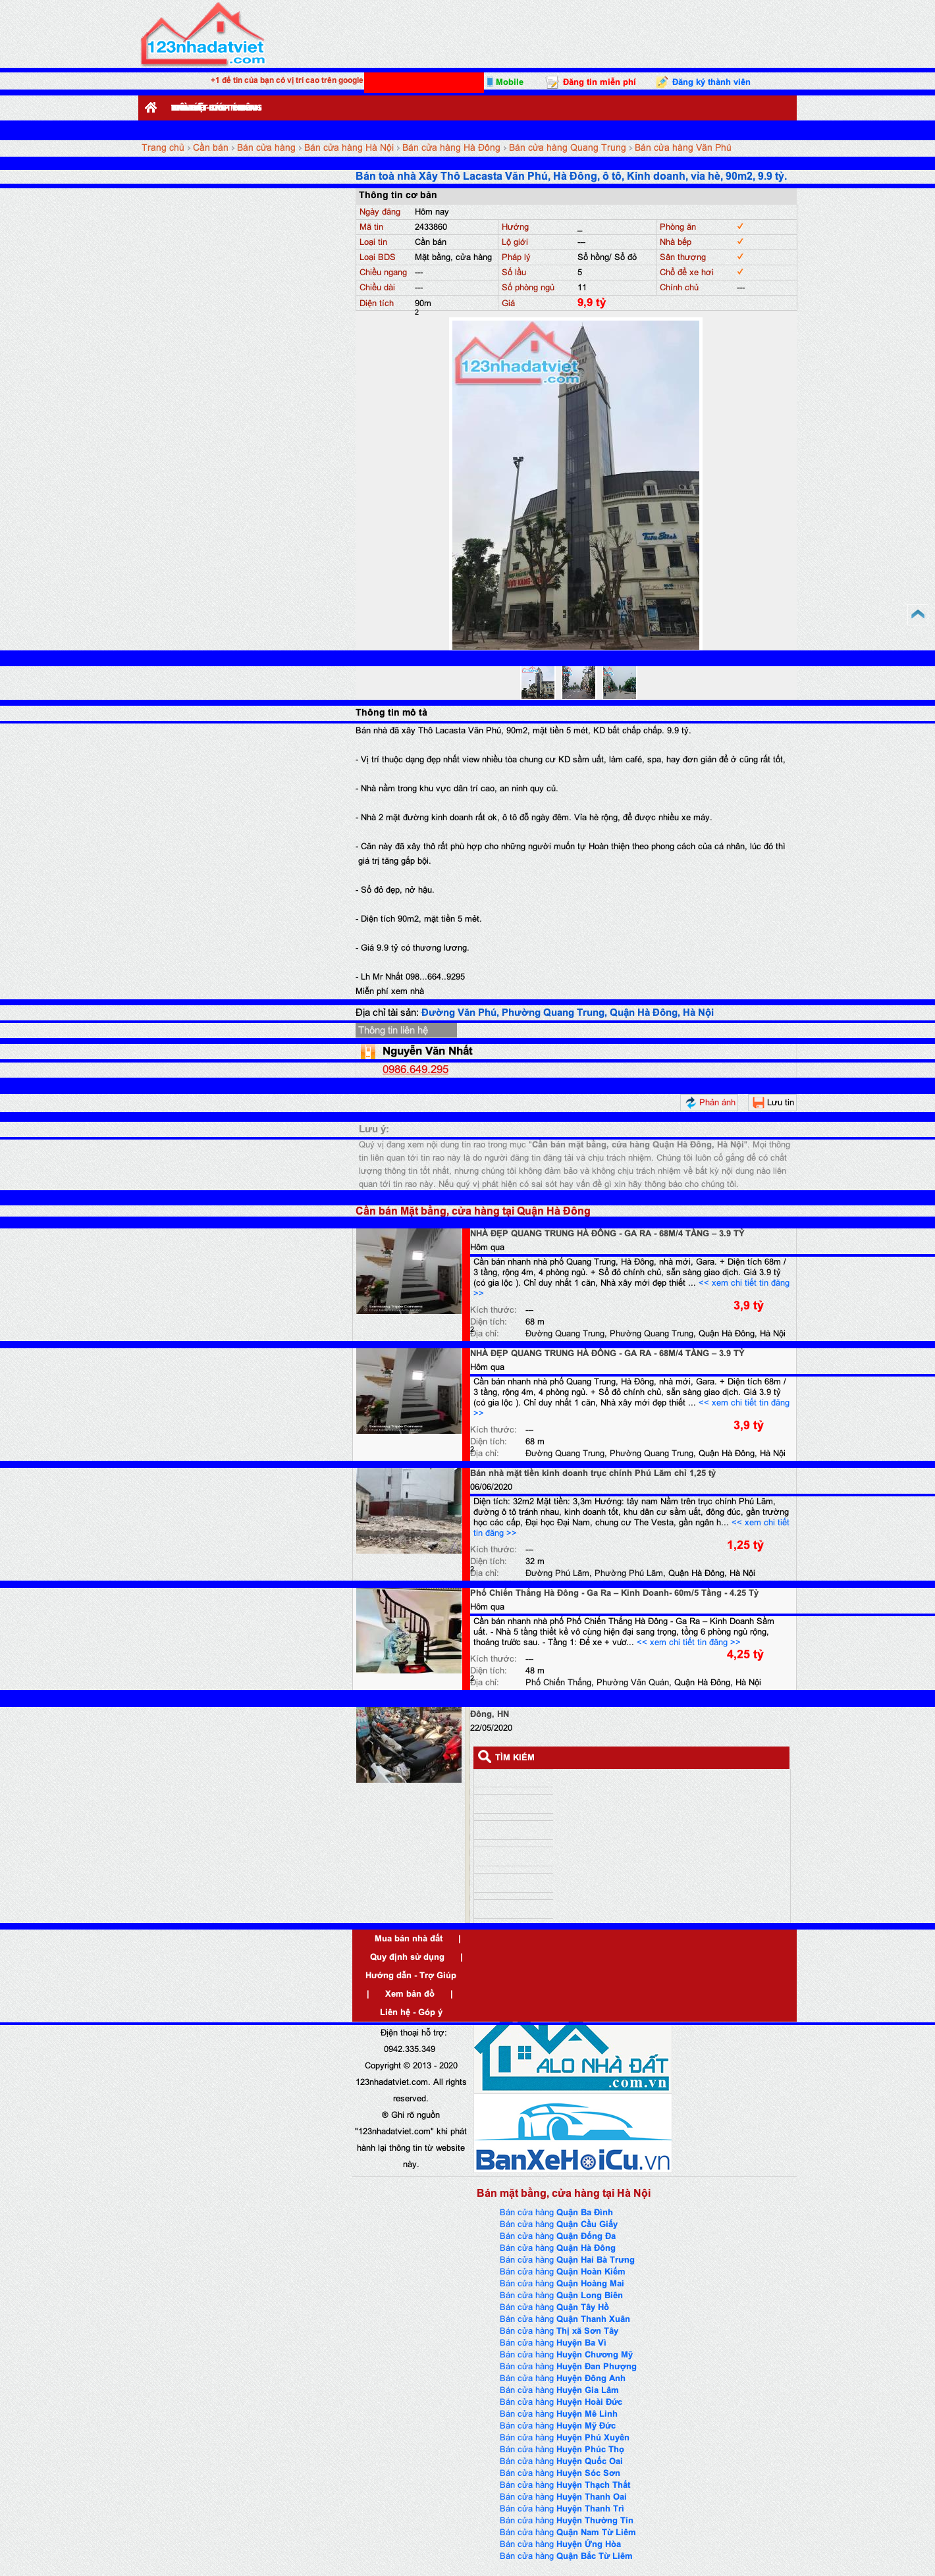 123nhadatviet
.com
+1 để tin của bạn có vị trí cao trên google
Mobile
Đăng tin miễn phí
Đăng ký thành viên
Trang chủ › Cần bán › Bán cửa hàng › Bán cửa hàng Hà Nội › Bán cửa hàng Hà Đông › Bán cửa hàng Quang Trung › Bán cửa hàng Văn Phú
Bán toà nhà Xây Thô Lacasta Văn Phú, Hà Đông, ô tô, Kinh doanh, vỉa hè, 90m2, 9.9 tỷ.
Thông tin cơ bản
Ngày đăng Hôm nay
Mã tin 2433860 Hướng _ Phòng ăn
Loại tin Cần bán Lộ giới --- Nhà bếp
Loại BDS Mặt bằng, cửa hàng Pháp lý Sổ hồng/ Sổ đỏ Sân thượng
Chiều ngang --- Số lầu 5 Chổ để xe hơi
Chiều dài --- Số phòng ngủ 11 Chính chủ ---
Diện tích 90m2 Giá 9,9 tỷ
123nhadatviet
.com
Thông tin mô tả
Bán nhà đã xây Thô Lacasta Văn Phú, 90m2, mặt tiền 5 mét, KD bất chấp chấp. 9.9 tỷ.
- Vị trí thuộc dạng đẹp nhất view nhiều tòa chung cư KD sầm uất, làm café, spa, hay đơn giản để ở cũng rất tốt,
- Nhà nằm trong khu vực dân trí cao, an ninh quy củ.
- Nhà 2 mặt đường kinh doanh rất ok, ô tô đỗ ngày đêm. Vỉa hè rộng, để được nhiều xe máy.
- Căn này đã xây thô rất phù hợp cho những người muốn tự Hoàn thiện theo phong cách của cá nhân, lúc đó thì
giá trị tăng gấp bội.
- Sổ đỏ đẹp, nở hậu.
- Diện tích 90m2, mặt tiền 5 mét.
- Giá 9.9 tỷ có thương lương.
- Lh Mr Nhất 098...664..9295
Miễn phí xem nhà
Địa chỉ tài sản: Đường Văn Phú, Phường Quang Trung, Quận Hà Đông, Hà Nội
Thông tin liên hệ
Nguyễn Văn Nhất
0986.649.295
Phản ánh
Lưu tin
Lưu ý:
Quý vị đang xem nội dung tin rao trong mục "Cần bán mặt bằng, cửa hàng Quận Hà Đông, Hà Nội". Mọi thông
tin liên quan tới tin rao này là do người đăng tin đăng tải và chịu trách nhiệm. Chúng tôi luôn cố gắng để có chất
lượng thông tin tốt nhất, nhưng chúng tôi không đảm bảo và không chịu trách nhiệm về bất kỳ nội dung nào liên
quan tới tin rao này. Nếu quý vị phát hiện có sai sót hay vấn đề gì xin hãy thông báo cho chúng tôi.
Cần bán Mặt bằng, cửa hàng tại Quận Hà Đông
NHÀ ĐẸP QUANG TRUNG HÀ ĐÔNG - GA RA - 68M/4 TẦNG – 3.9 TỶ
Hôm qua
Cần bán nhanh nhà phố Quang Trung, Hà Đông, nhà mới, Gara. + Diện tích 68m /
3 tầng, rộng 4m, 4 phòng ngủ. + Sổ đỏ chính chủ, sẵn sàng giao dịch. Giá 3.9 tỷ
(có gia lộc ). Chỉ duy nhất 1 căn, Nhà xây mới đẹp thiết ... << xem chi tiết tin đăng
>>
3,9 tỷ
Kích thước: ---
Diện tích: 68 m2
Địa chỉ: Đường Quang Trung, Phường Quang Trung, Quận Hà Đông, Hà Nội
NHÀ ĐẸP QUANG TRUNG HÀ ĐÔNG - GA RA - 68M/4 TẦNG – 3.9 TỶ
Hôm qua
Cần bán nhanh nhà phố Quang Trung, Hà Đông, nhà mới, Gara. + Diện tích 68m /
3 tầng, rộng 4m, 4 phòng ngủ. + Sổ đỏ chính chủ, sẵn sàng giao dịch. Giá 3.9 tỷ
(có gia lộc ). Chỉ duy nhất 1 căn, Nhà xây mới đẹp thiết ... << xem chi tiết tin đăng
>>
3,9 tỷ
Kích thước: ---
Diện tích: 68 m2
Địa chỉ: Đường Quang Trung, Phường Quang Trung, Quận Hà Đông, Hà Nội
Bán nhà mặt tiền kinh doanh trục chính Phú Lãm chỉ 1,25 tỷ
06/06/2020
Diện tích: 32m2 Mặt tiền: 3,3m Hướng: tây nam Nằm trên trục chính Phú Lãm,
đường ô tô tránh nhau, kinh doanh tốt, khu dân cư sầm uất, đông đúc, gần trường
học các cấp, Đại học Đại Nam, chung cư The Vesta, gần ngân h... << xem chi tiết
tin đăng >>
1,25 tỷ
Kích thước: ---
Diện tích: 32 m2
Địa chỉ: Đường Phú Lãm, Phường Phú Lãm, Quận Hà Đông, Hà Nội
Phố Chiến Thắng Hà Đông - Ga Ra – Kinh Doanh- 60m/5 Tầng - 4.25 Tỷ
Hôm qua
Cần bán nhanh nhà phố Phố Chiến Thắng Hà Đông - Ga Ra – Kinh Doanh Sầm
uất. - Nhà 5 tầng thiết kế vô cùng hiện đại sang trọng, tổng 6 phòng ngủ rộng,
thoáng trước sau. - Tầng 1: Để xe + vươ... << xem chi tiết tin đăng >>
4,25 tỷ
Kích thước: ---
Diện tích: 48 m2
Địa chỉ: Phố Chiến Thắng, Phường Văn Quán, Quận Hà Đông, Hà Nội
Đông, HN
22/05/2020
TÌM KIẾM
Mua bán nhà đất |
Quy định sử dụng |
Hướng dẫn - Trợ Giúp
| Xem bản đồ |
Liên hệ - Góp ý
Điện thoại hỗ trợ:
0942.335.349
Copyright © 2013 - 2020
123nhadatviet.com. All rights
reserved.
® Ghi rõ nguồn
"123nhadatviet.com" khi phát
hành lại thông tin từ website
này.
ALO NHÀ ĐẤT
.com.vn
BanXeHoiCu.vn
Bán mặt bằng, cửa hàng tại Hà Nội
Bán cửa hàng Quận Ba Đình
Bán cửa hàng Quận Cầu Giấy
Bán cửa hàng Quận Đống Đa
Bán cửa hàng Quận Hà Đông
Bán cửa hàng Quận Hai Bà Trưng
Bán cửa hàng Quận Hoàn Kiếm
Bán cửa hàng Quận Hoàng Mai
Bán cửa hàng Quận Long Biên
Bán cửa hàng Quận Tây Hồ
Bán cửa hàng Quận Thanh Xuân
Bán cửa hàng Thị xã Sơn Tây
Bán cửa hàng Huyện Ba Vì
Bán cửa hàng Huyện Chương Mỹ
Bán cửa hàng Huyện Đan Phượng
Bán cửa hàng Huyện Đông Anh
Bán cửa hàng Huyện Gia Lâm
Bán cửa hàng Huyện Hoài Đức
Bán cửa hàng Huyện Mê Linh
Bán cửa hàng Huyện Mỹ Đức
Bán cửa hàng Huyện Phú Xuyên
Bán cửa hàng Huyện Phúc Thọ
Bán cửa hàng Huyện Quốc Oai
Bán cửa hàng Huyện Sóc Sơn
Bán cửa hàng Huyện Thạch Thất
Bán cửa hàng Huyện Thanh Oai
Bán cửa hàng Huyện Thanh Trì
Bán cửa hàng Huyện Thường Tín
Bán cửa hàng Quận Nam Từ Liêm
Bán cửa hàng Huyện Ứng Hòa
Bán cửa hàng Quận Bắc Từ Liêm